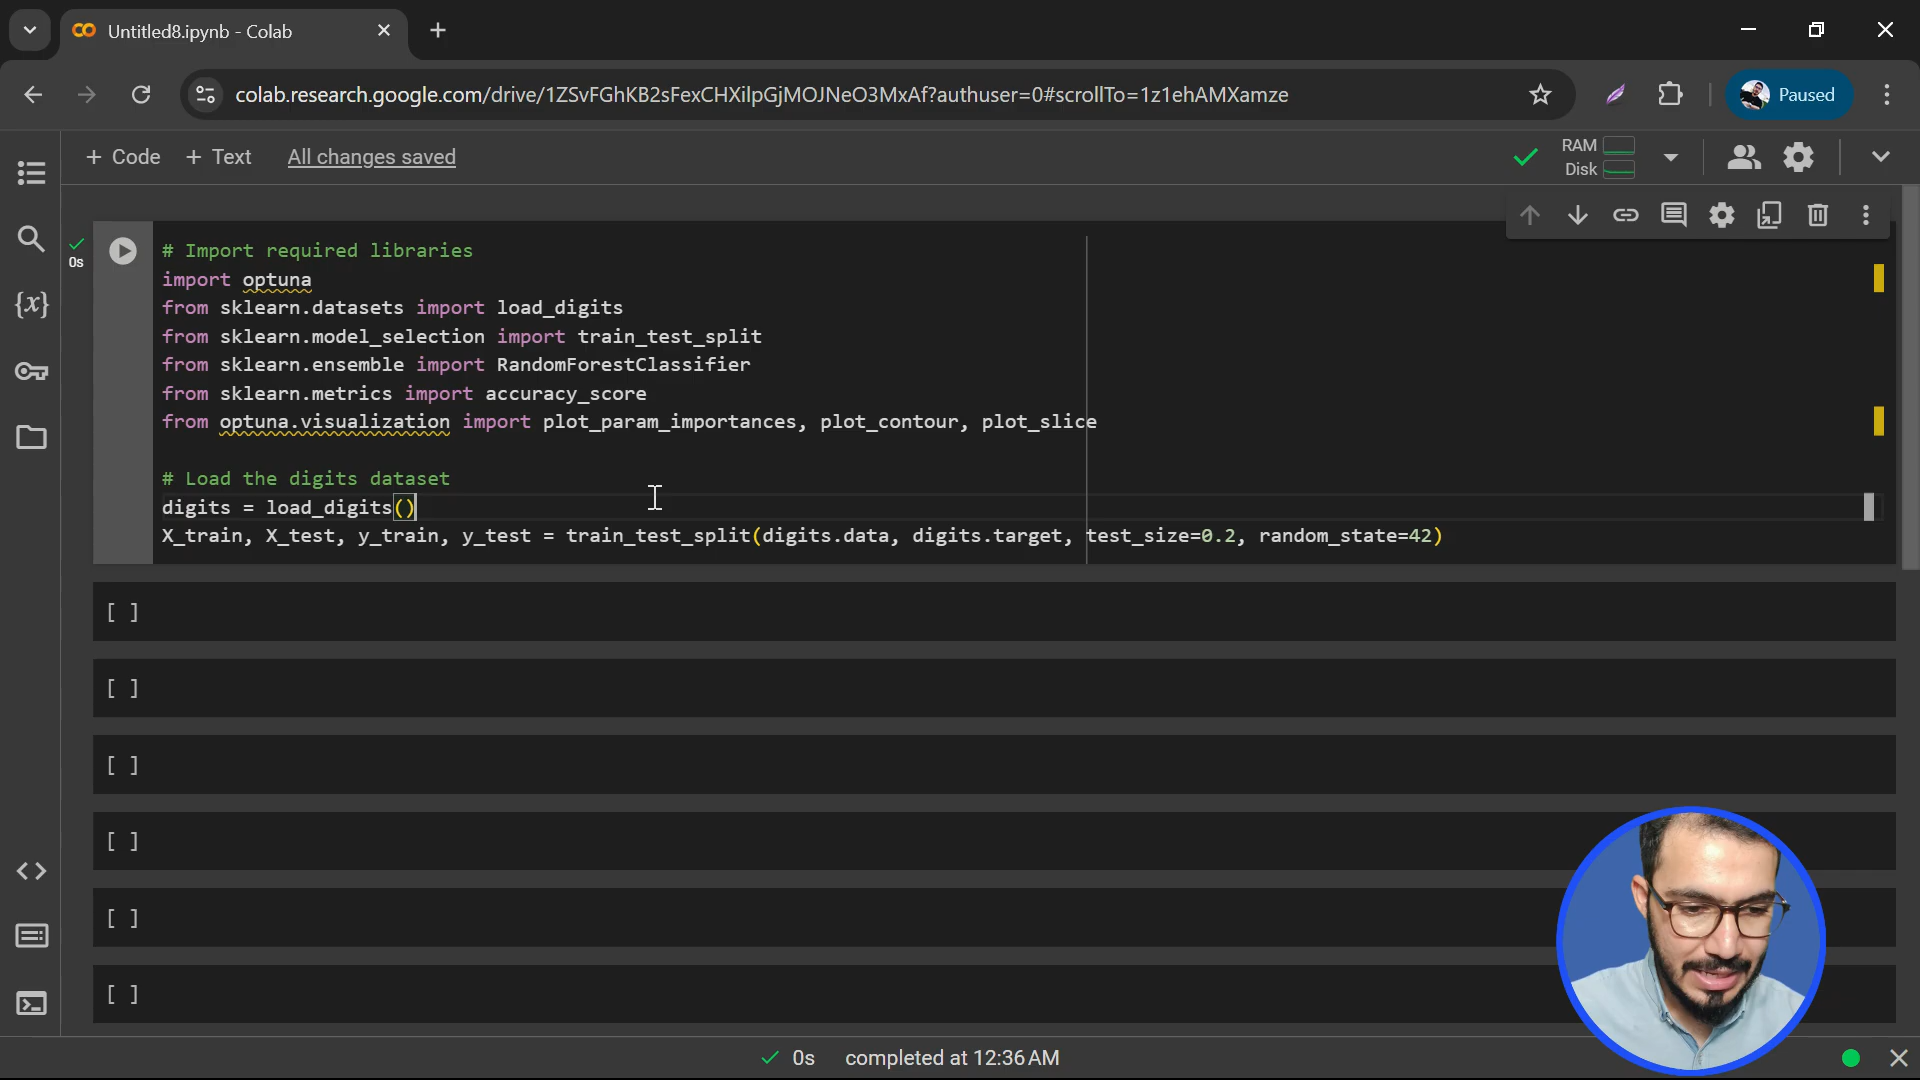 Untitled8.ipynb - Colab
colab.research.google.com/drive/1ZSvFGhKB2sFexCHXilpGjMOJNeO3MxAf?authuser=0#scrollTo=1z1ehAMXamze
Paused
+ Code + Text All changes saved
RAM
Disk
0s
# Import required libraries
import optuna
from sklearn.datasets import load_digits
from sklearn.model_selection import train_test_split
from sklearn.ensemble import RandomForestClassifier
from sklearn.metrics import accuracy_score
from optuna.visualization import plot_param_importances, plot_contour, plot_slice
# Load the digits dataset
digits = load_digits()
X_train, X_test, y_train, y_test = train_test_split(digits.data, digits.target, test_size=0.2, random_state=42)
[ ]
[ ]
[ ]
[ ]
[ ]
[ ]
{x}
0s completed at 12:36 AM